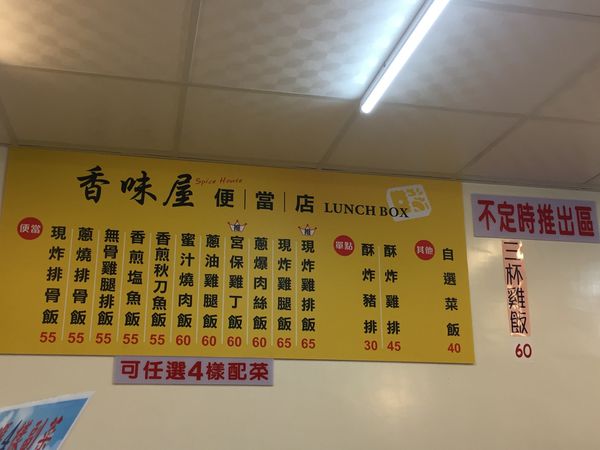 香味屋 Spice House 便當店 LUNCH BOX
便當
現炸排骨飯 55
蔥燒排骨飯 55
無骨雞腿排飯 55
香煎塩魚飯 55
香煎秋刀魚飯 55
蜜汁燒肉飯 60
蔥油雞腿飯 60
宮保雞丁飯 60
蔥爆肉絲飯 60
現炸雞腿飯 65
現炸雞排飯 65
單點
酥炸豬排 30
酥炸雞排 45
其他
自選菜飯 40
可任選4樣配菜
不定時推出區
三杯雞飯
60